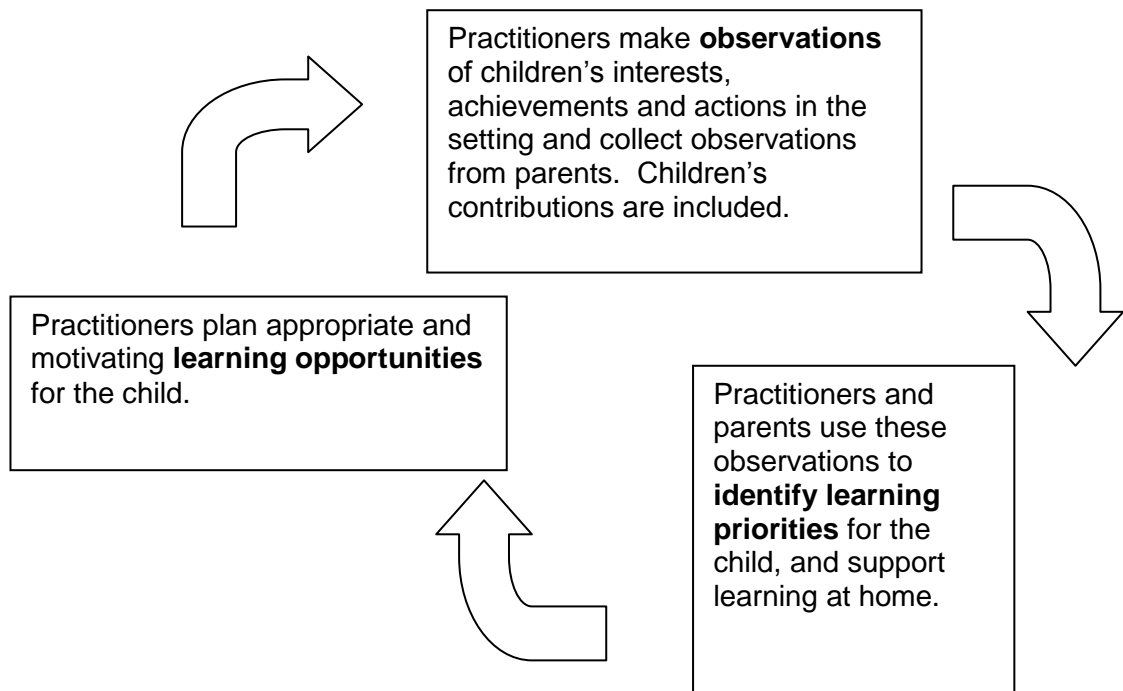 Practitioners make observations
of children’s interests,
achievements and actions in the
setting and collect observations
from parents.  Children’s
contributions are included.
Practitioners and
parents use these
observations to
identify learning
priorities for the
child, and support
learning at home.
Practitioners plan appropriate and
motivating learning opportunities
for the child.